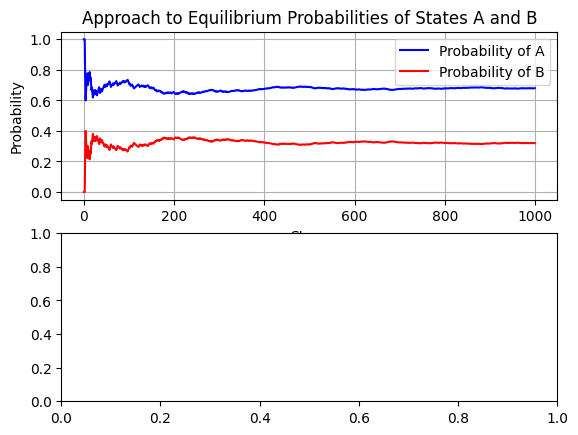 Approach to Equilibrium Probabilities of States A and B
1.0
0.8
0.6
0.4
0.2
0.0
Probability
Probability of A
Probability of B
0 200 400 600 800 1000
1.0
0.8
0.6
0.4
0.2
0.0
0.0 0.2 0.4 0.6 0.8 1.0